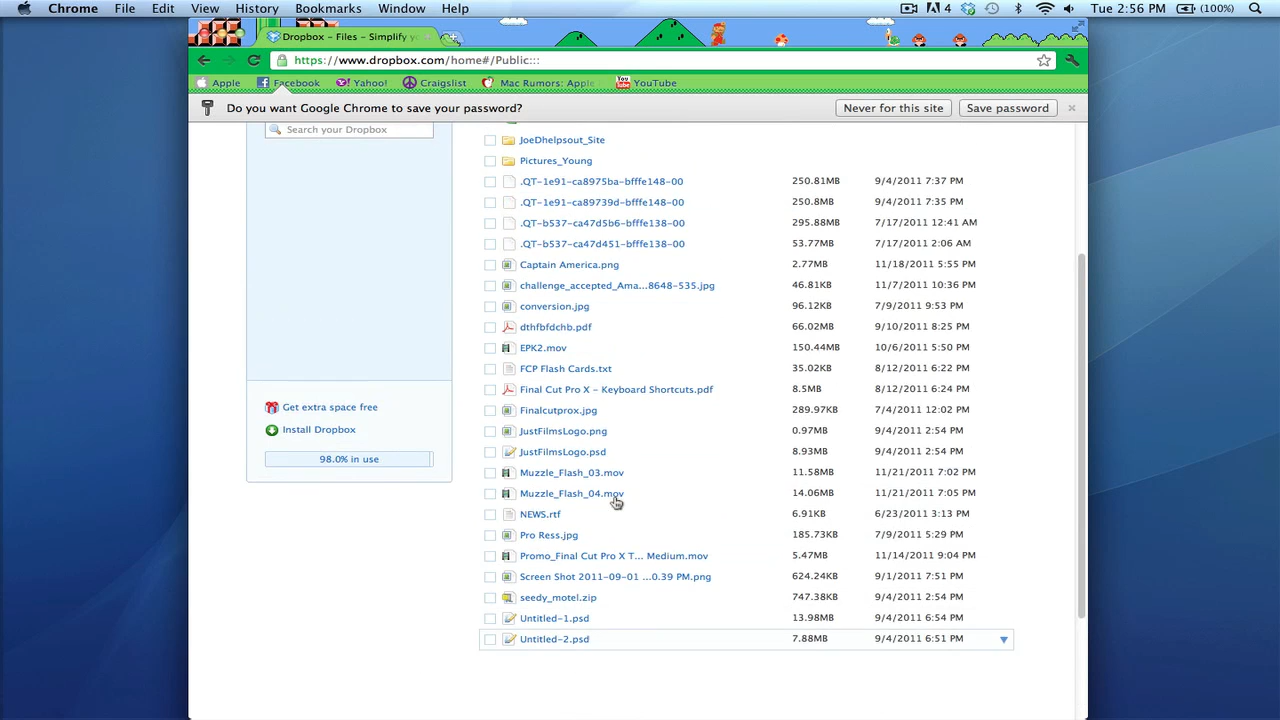 Chrome File Edit View History Bookmarks Window Help 4 Tue 2:56 PM (100%)
Dropbox - Files - Simplify yo
https://www.dropbox.com/home#/Public:::
Apple Facebook Yahoo! Craigslist Mac Rumors: Apple You Tube YouTube
Do you want Google Chrome to save your password? Never for this site Save password
Search your Dropbox
JoeDhelpsout_Site
Pictures_Young
.QT-1e91-ca8975ba-bfffe148-00 250.81MB 9/4/2011 7:37 PM
.QT-1e91-ca89739d-bfffe148-00 250.8MB 9/4/2011 7:35 PM
.QT-b537-ca47d5b6-bfffe138-00 295.88MB 7/17/2011 12:41 AM
.QT-b537-ca47d451-bfffe138-00 53.77MB 7/17/2011 2:06 AM
Captain America.png 2.77MB 11/18/2011 5:55 PM
challenge_accepted_Ama...8648-535.jpg 46.81KB 11/7/2011 10:36 PM
conversion.jpg 96.12KB 7/9/2011 9:53 PM
dthfbfdchb.pdf 66.02MB 9/10/2011 8:25 PM
EPK2.mov 150.44MB 10/6/2011 5:50 PM
FCP Flash Cards.txt 35.02KB 8/12/2011 6:22 PM
Final Cut Pro X - Keyboard Shortcuts.pdf 8.5MB 8/12/2011 6:24 PM
Finalcutprox.jpg 289.97KB 7/4/2011 12:02 PM
JustFilmsLogo.png 0.97MB 9/4/2011 2:54 PM
JustFilmsLogo.psd 8.93MB 9/4/2011 2:54 PM
Muzzle_Flash_03.mov 11.58MB 11/21/2011 7:02 PM
Muzzle_Flash_04.mov 14.06MB 11/21/2011 7:05 PM
NEWS.rtf 6.91KB 6/23/2011 3:13 PM
Pro Ress.jpg 185.73KB 7/9/2011 5:29 PM
Promo_Final Cut Pro X T... Medium.mov 5.47MB 11/14/2011 9:04 PM
Screen Shot 2011-09-01 ...0.39 PM.png 624.24KB 9/1/2011 7:51 PM
seedy_motel.zip 747.38KB 9/4/2011 2:54 PM
Untitled-1.psd 13.98MB 9/4/2011 6:54 PM
Untitled-2.psd 7.88MB 9/4/2011 6:51 PM
Get extra space free
Install Dropbox
98.0% in use